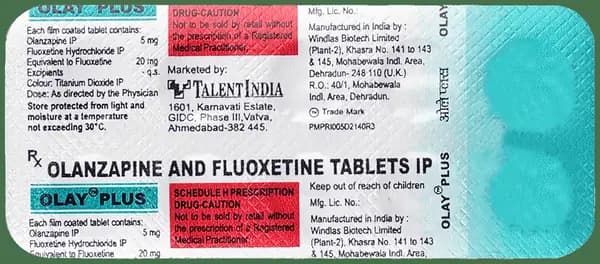 OLAY™PLUS
Each film coated tablet contains:
Olanzapine IP 5 mg
Fluoxetine Hydrochloride IP
Equivalent to Fluoxetine 20 mg
Excipients - q.s.
Colour: Titanium Dioxide IP
Dose: As directed by the Physician
Store protected from light and
moisture at a temperature
not exceeding 30°C.
DRUG-CAUTION
Not to be sold by retail without
the prescription of a Registered
Medical Practitioner.
Marketed by:
TALENT INDIA
1601, Karnavati Estate,
GIDC, Phase III, Vatva,
Ahmedabad-382 445.
Mfg. Lic. No.:
Manufactured in India by :
Windlas Biotech Limited
(Plant-2), Khasra No. 141 to 143
& 145, Mohabewala Indl. Area,
Dehradun- 248 110 (U.K.)
R.O.: 40/1, Mohabewala
Indl. Area, Dehradun.
™ Trade Mark
PMPRI005D2140R3
OLAY PL
ओले प्लस
Rx OLANZAPINE AND FLUOXETINE TABLETS IP
OLAY™PLUS
Each film coated tablet contains:
Olanzapine IP 5 mg
Fluoxetine Hydrochloride IP
Equivalent to Fluoxetine 20 mg
SCHEDULE H PRESCRIPTION
DRUG-CAUTION
Not to be sold by retail without
the prescription of a Registered
Medical Practitioner.
Keep out of reach of children
Mfg. Lic. No.:
Manufactured in India by :
Windlas Biotech Limited
(Plant-2), Khasra No. 141 to 143
& 145, Mohabewala Indl. Area,
OLAY™PLUS